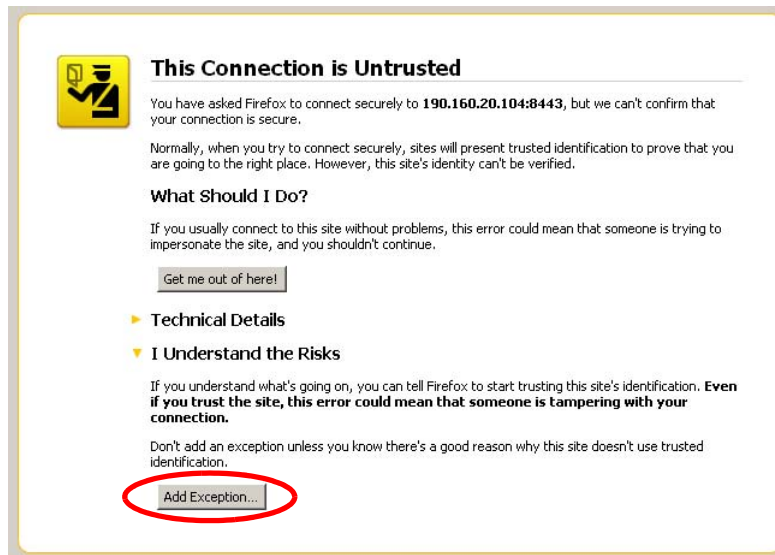 This Connection is Untrusted
You have asked Firefox to connect securely to 190.160.20.104:8443, but we can't confirm that
your connection is secure.
Normally, when you try to connect securely, sites will present trusted identification to prove that you
are going to the right place. However, this site's identity can't be verified.
What Should I Do?
If you usually connect to this site without problems, this error could mean that someone is trying to
impersonate the site, and you shouldn't continue.
Get me out of here!
Technical Details
I Understand the Risks
If you understand what's going on, you can tell Firefox to start trusting this site's identification. Even
if you trust the site, this error could mean that someone is tampering with your
connection.
Don't add an exception unless you know there's a good reason why this site doesn't use trusted
identification.
Add Exception...